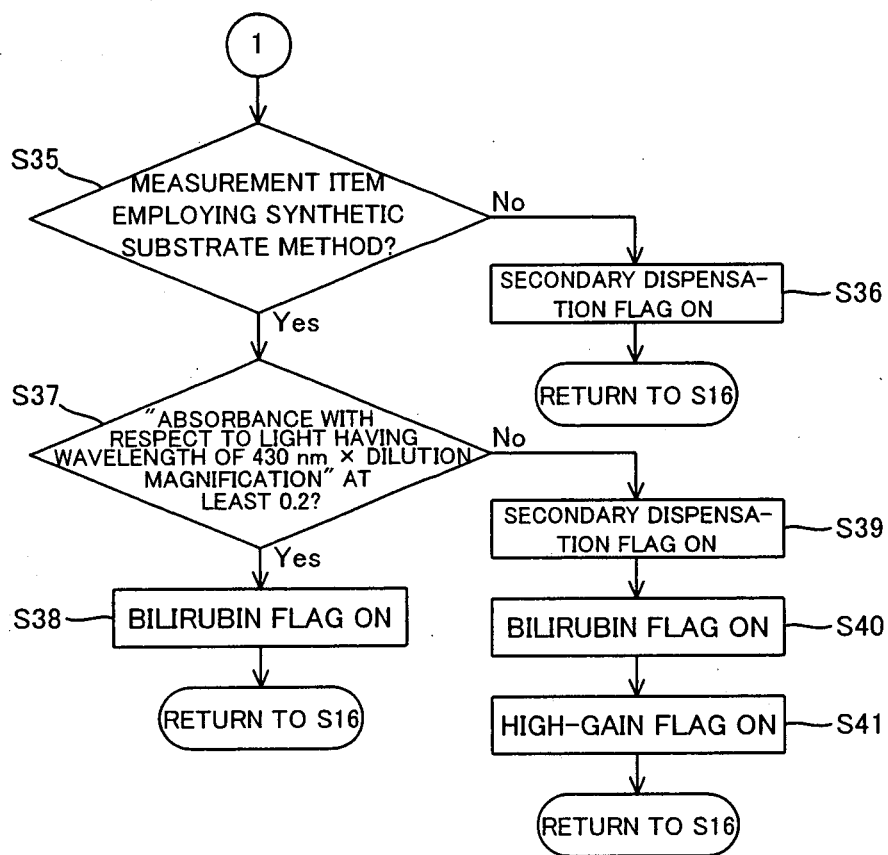 1
S35
MEASUREMENT ITEM
EMPLOYING SYNTHETIC
SUBSTRATE METHOD?
No
SECONDARY DISPENSA-
TION FLAG ON
S36
RETURN TO S16
Yes
S37
"ABSORBANCE WITH
RESPECT TO LIGHT HAVING
WAVELENGTH OF 430 nm × DILUTION
MAGNIFICATION" AT
LEAST 0.2?
No
SECONDARY DISPENSA-
TION FLAG ON
S39
Yes
S38
BILIRUBIN FLAG ON
RETURN TO S16
BILIRUBIN FLAG ON
S40
HIGH-GAIN FLAG ON
S41
RETURN TO S16